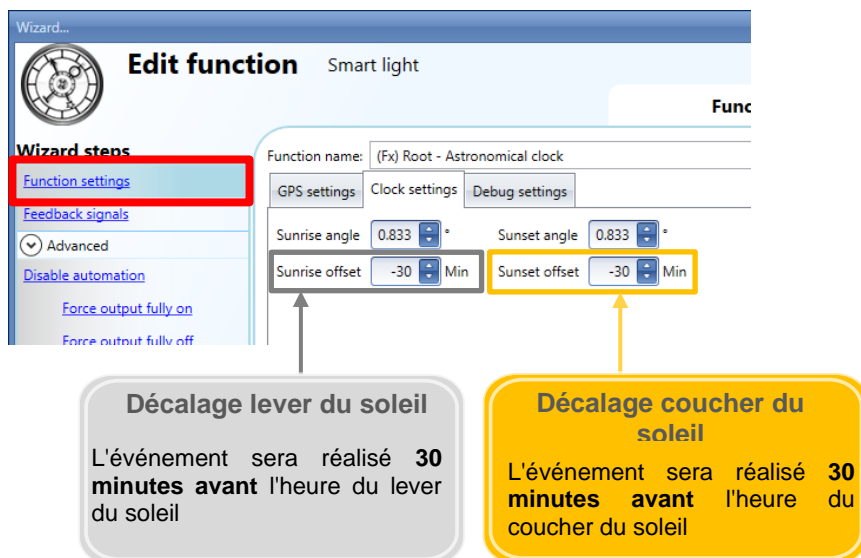 Wizard...
Edit function Smart light
Func
Wizard steps
Function settings
Feedback signals
Advanced
Disable automation
Force output fully on
Force output fully off
Function name: (Fx) Root - Astronomical clock
GPS settings Clock settings Debug settings
Sunrise angle 0.833 ° Sunset angle 0.833 °
Sunrise offset -30 Min Sunset offset -30 Min
Décalage lever du soleil
L'événement sera réalisé 30
minutes avant l'heure du lever
du soleil
Décalage coucher du
soleil
L'événement sera réalisé 30
minutes avant l'heure du
coucher du soleil